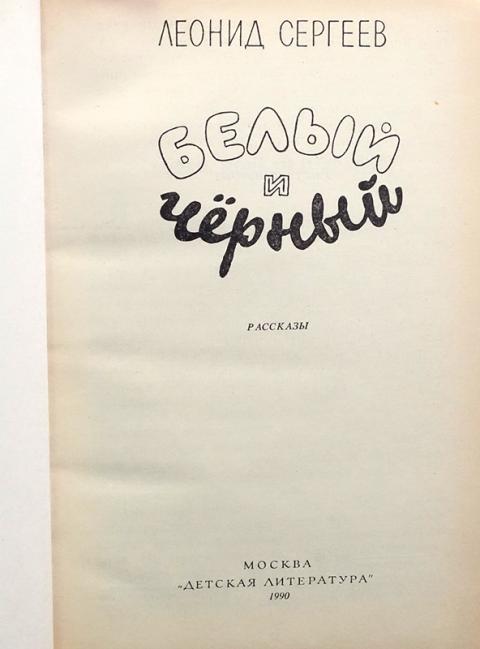 ЛЕОНИД СЕРГЕЕВ
БЕЛЫЙ
И
чёрный
РАССКАЗЫ
МОСКВА
„ДЕТСКАЯ ЛИТЕРАТУРА"
1990